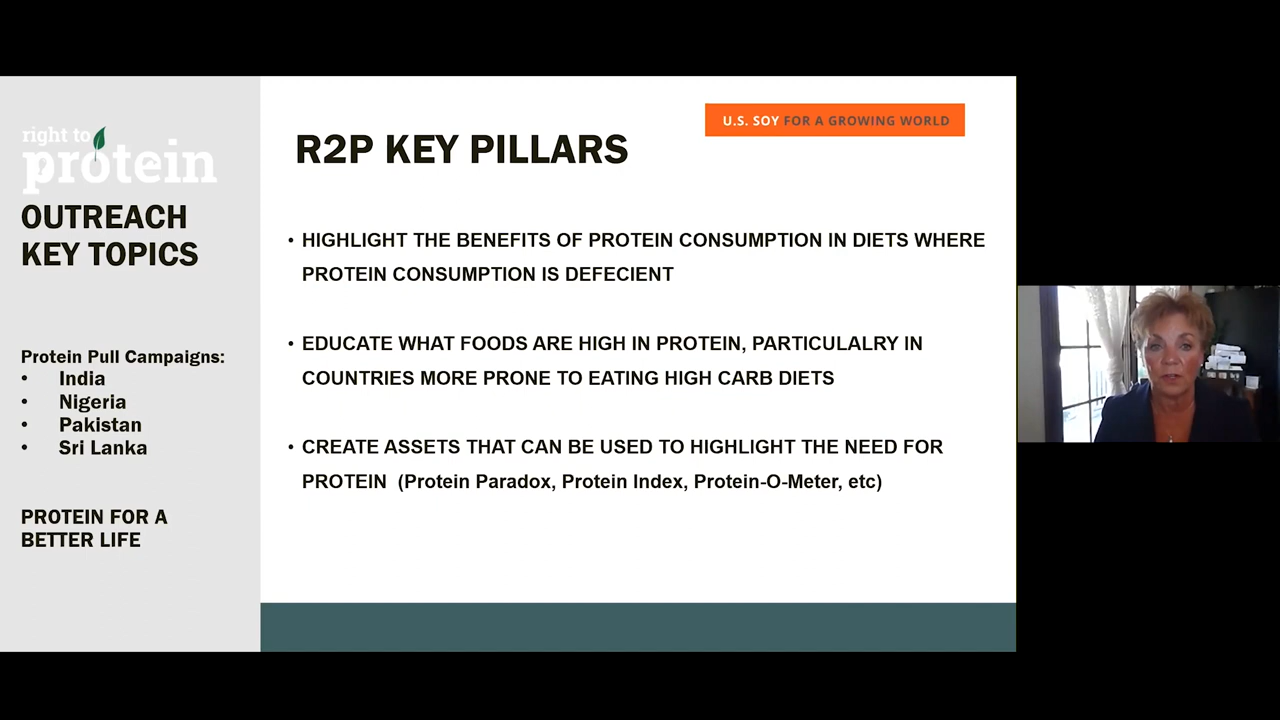 right to
protein
OUTREACH
KEY TOPICS
Protein Pull Campaigns:
• India
• Nigeria
• Pakistan
• Sri Lanka
PROTEIN FOR A
BETTER LIFE
U.S. SOY FOR A GROWING WORLD
R2P KEY PILLARS
• HIGHLIGHT THE BENEFITS OF PROTEIN CONSUMPTION IN DIETS WHERE
PROTEIN CONSUMPTION IS DEFECIENT
• EDUCATE WHAT FOODS ARE HIGH IN PROTEIN, PARTICULALRY IN
COUNTRIES MORE PRONE TO EATING HIGH CARB DIETS
• CREATE ASSETS THAT CAN BE USED TO HIGHLIGHT THE NEED FOR
PROTEIN (Protein Paradox, Protein Index, Protein-O-Meter, etc)